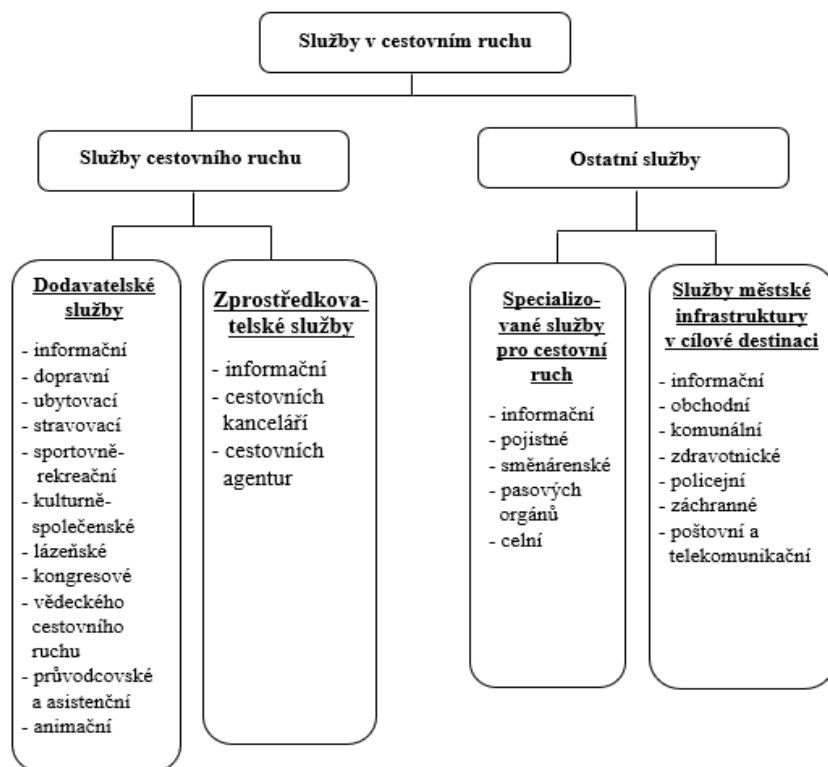 Služby v cestovním ruchu
Služby cestovního ruchu
Ostatní služby
Dodavatelské
služby
- informační
- dopravní
- ubytovací
- stravovací
- sportovně-
rekreační
- kulturně-
společenské
- lázeňské
- kongresové
- vědeckého
cestovního
ruchu
- průvodcovské
a asistenční
- animační
Zprostředkova-
telské služby
- informační
- cestovních
kanceláří
- cestovních
agentur
Specializo-
vané služby
pro cestovní
ruch
- informační
- pojistné
- směnárenské
- pasových
orgánů
- celní
Služby městské
infrastruktury
v cílové destinaci
- informační
- obchodní
- komunální
- zdravotnické
- policejní
- záchranné
- poštovní a
telekomunikační